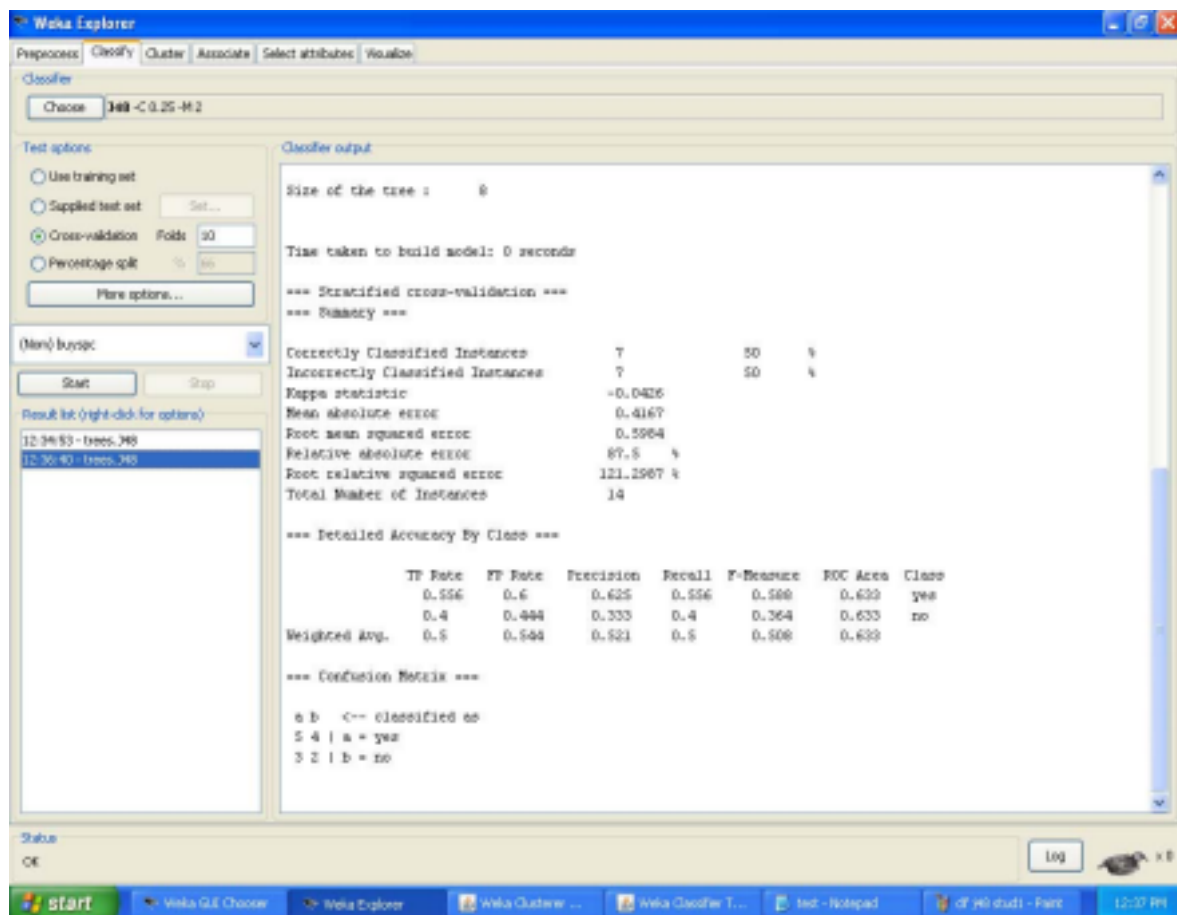 Weka Explorer
Preprocess Classify Cluster Associate Select attributes Visualize
Classifier
Choose J48 -C 0.25 -M 2
Test options
Use training set
Supplied test set Set...
Cross-validation Folds 10
Percentage split % 66
More options...
(Nom) buyspc
Start Stop
Result list (right-click for options)
12:34:53 - trees.J48
12:36:40 - trees.J48
Classifier output
Size of the tree : 8
Time taken to build model: 0 seconds
=== Stratified cross-validation ===
=== Summary ===
Correctly Classified Instances 7 50 %
Incorrectly Classified Instances 7 50 %
Kappa statistic -0.0426
Mean absolute error 0.4167
Root mean squared error 0.5984
Relative absolute error 87.5 %
Root relative squared error 121.2987 %
Total Number of Instances 14
=== Detailed Accuracy By Class ===
TP Rate FP Rate Precision Recall F-Measure ROC Area Class
0.556 0.6 0.625 0.556 0.588 0.633 yes
0.4 0.444 0.333 0.4 0.364 0.633 no
Weighted Avg. 0.5 0.544 0.521 0.5 0.508 0.633
=== Confusion Matrix ===
a b <-- classified as
5 4 | a = yes
3 2 | b = no
Status
OK
Log x 0
start Weka GUI Chooser Weka Explorer Weka Clusterer ... Weka Classifier T... test - Notepad - Paint 12:37 PM